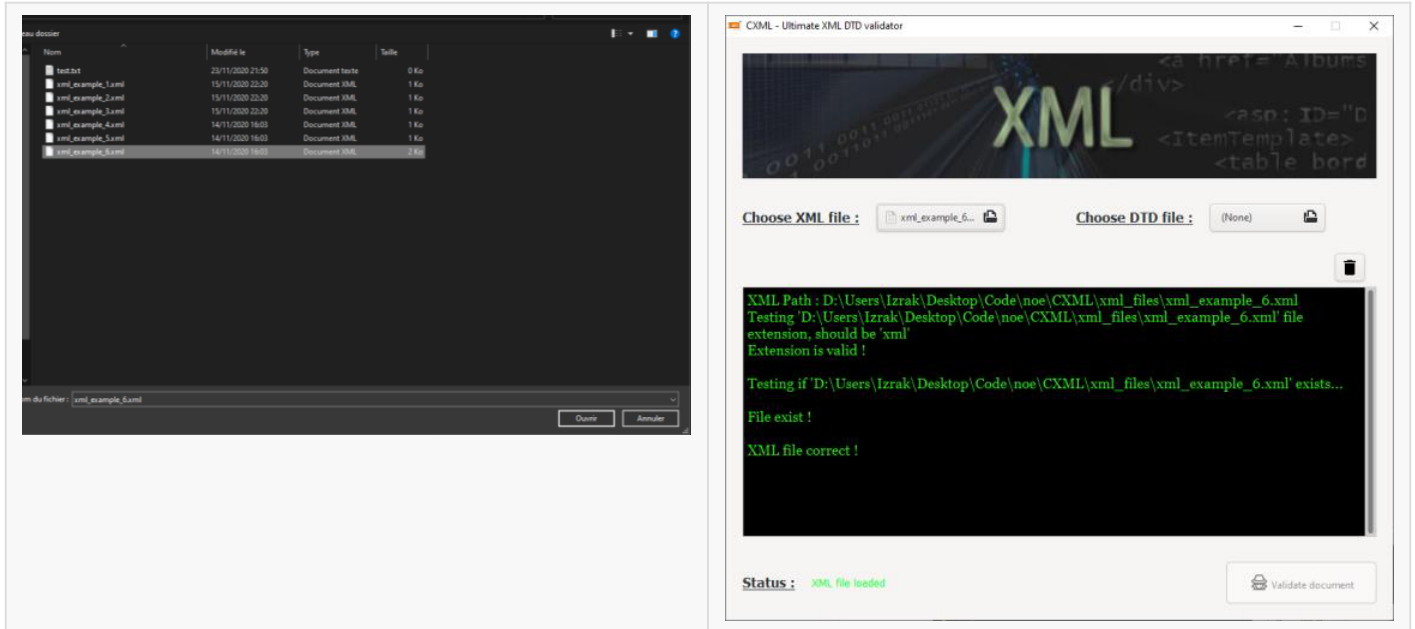 eau dossier
Nom Modifié le Type Taille
test.txt 23/11/2020 21:50 Document texte 0 Ko
xml_example_1.xml 15/11/2020 22:20 Document XML 1 Ko
xml_example_2.xml 15/11/2020 22:20 Document XML 1 Ko
xml_example_3.xml 15/11/2020 22:20 Document XML 1 Ko
xml_example_4.xml 14/11/2020 16:03 Document XML 1 Ko
xml_example_5.xml 14/11/2020 16:03 Document XML 1 Ko
xml_example_6.xml 14/11/2020 16:03 Document XML 2 Ko
om du fichier : xml_example_6.xml
Ouvrir Annuler
CXML - Ultimate XML DTD validator
<a href="Albums
</div>
XML
<asp: ID="D
<ItemTemplate>
<table bord
Choose XML file : xml_example_6... Choose DTD file : (None)
XML Path : D:\Users\Izrak\Desktop\Code\noe\CXML\xml_files\xml_example_6.xml
Testing 'D:\Users\Izrak\Desktop\Code\noe\CXML\xml_files\xml_example_6.xml' file
extension, should be 'xml'
Extension is valid !
Testing if 'D:\Users\Izrak\Desktop\Code\noe\CXML\xml_files\xml_example_6.xml' exists...
File exist !
XML file correct !
Status : XML file loaded Validate document